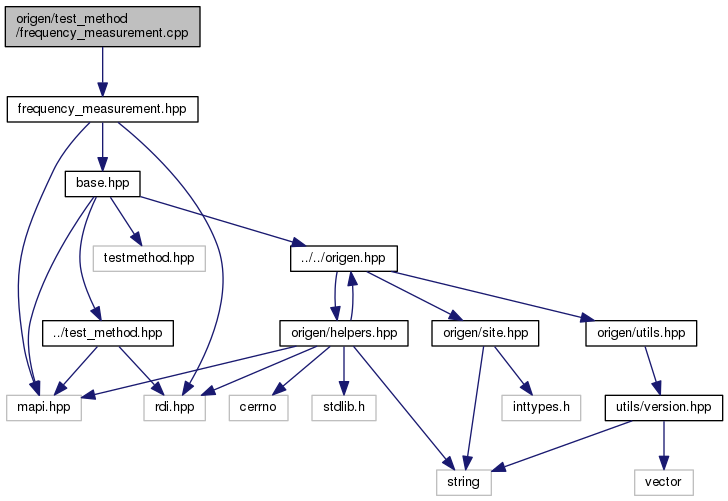 origen/test_method
/frequency_measurement.cpp
frequency_measurement.hpp
base.hpp
testmethod.hpp
../../origen.hpp
../test_method.hpp
origen/helpers.hpp
origen/site.hpp
origen/utils.hpp
mapi.hpp
rdi.hpp
cerrno
stdlib.h
inttypes.h
utils/version.hpp
string
vector